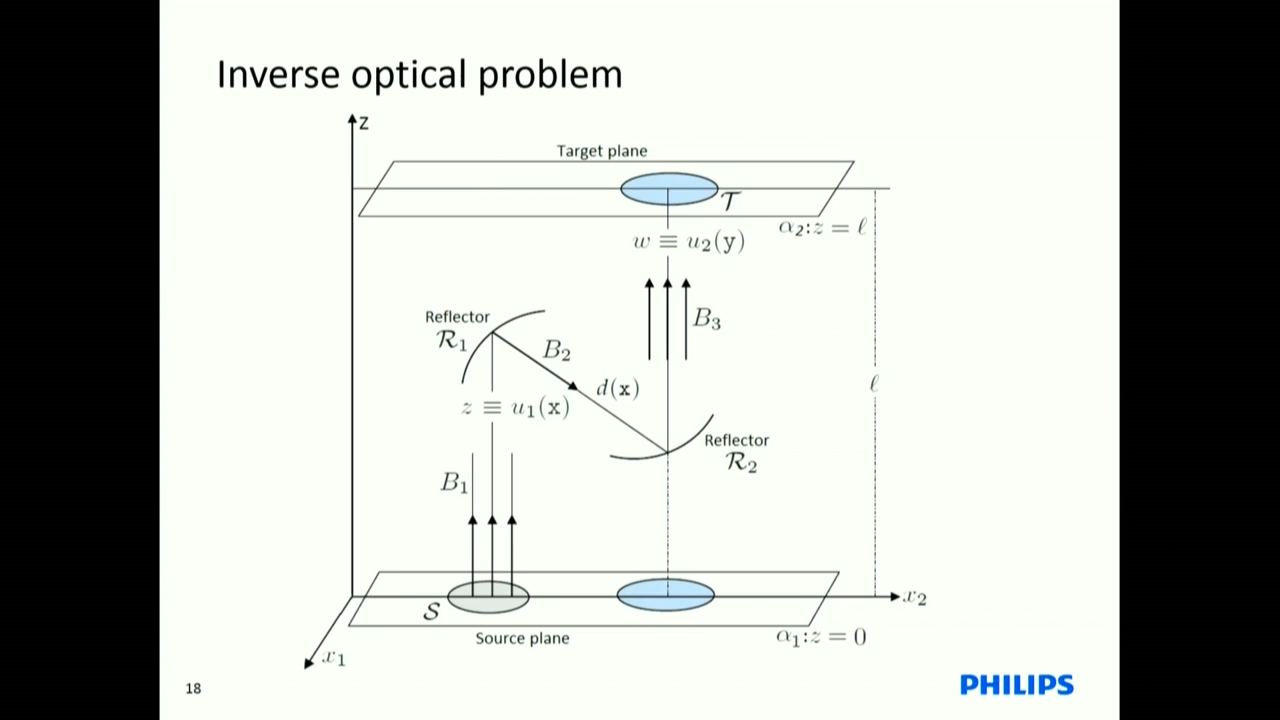 Inverse optical problem
z
Target plane
𝒯
α₂:z = ℓ
w ≡ u₂(y)
Reflector
ℛ₁
B₂
B₃
d(x)
ℓ
z ≡ u₁(x)
Reflector
ℛ₂
B₁
x₂
𝒮
Source plane
α₁:z = 0
x₁
18
PHILIPS